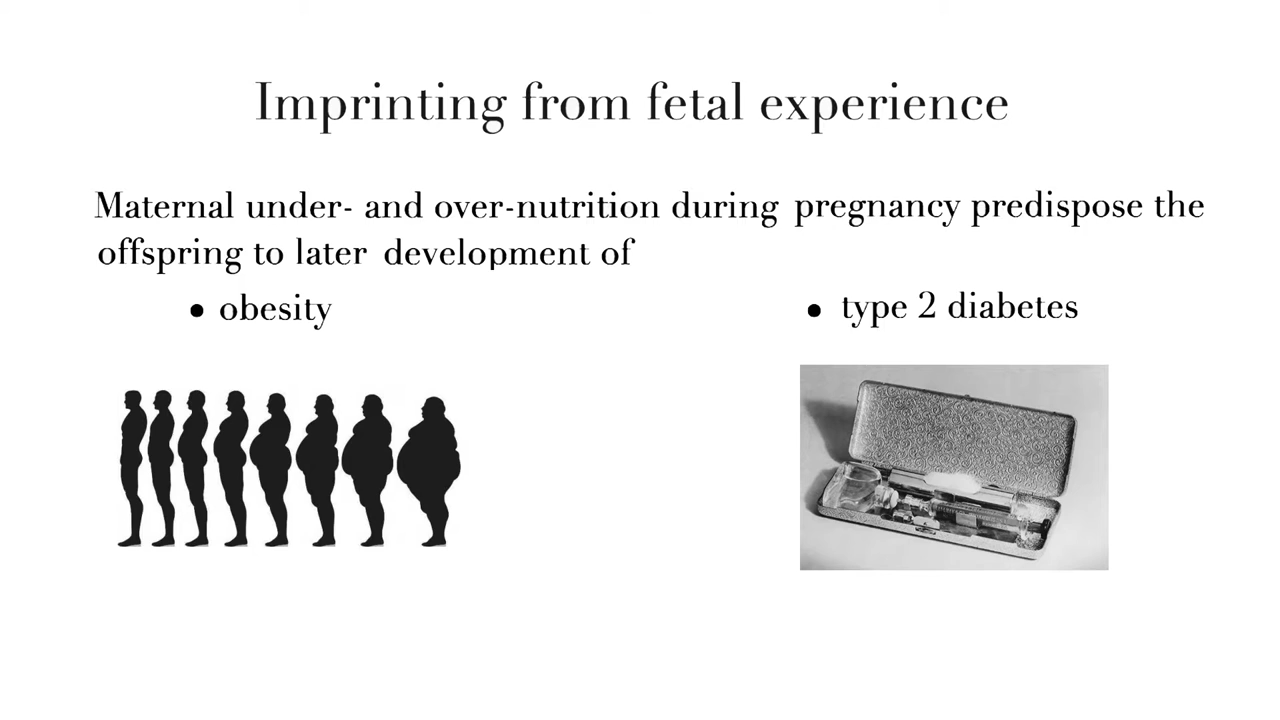 Imprinting from fetal experience
Maternal under- and over-nutrition during pregnancy predispose the
offspring to later development of
• obesity
• type 2 diabetes